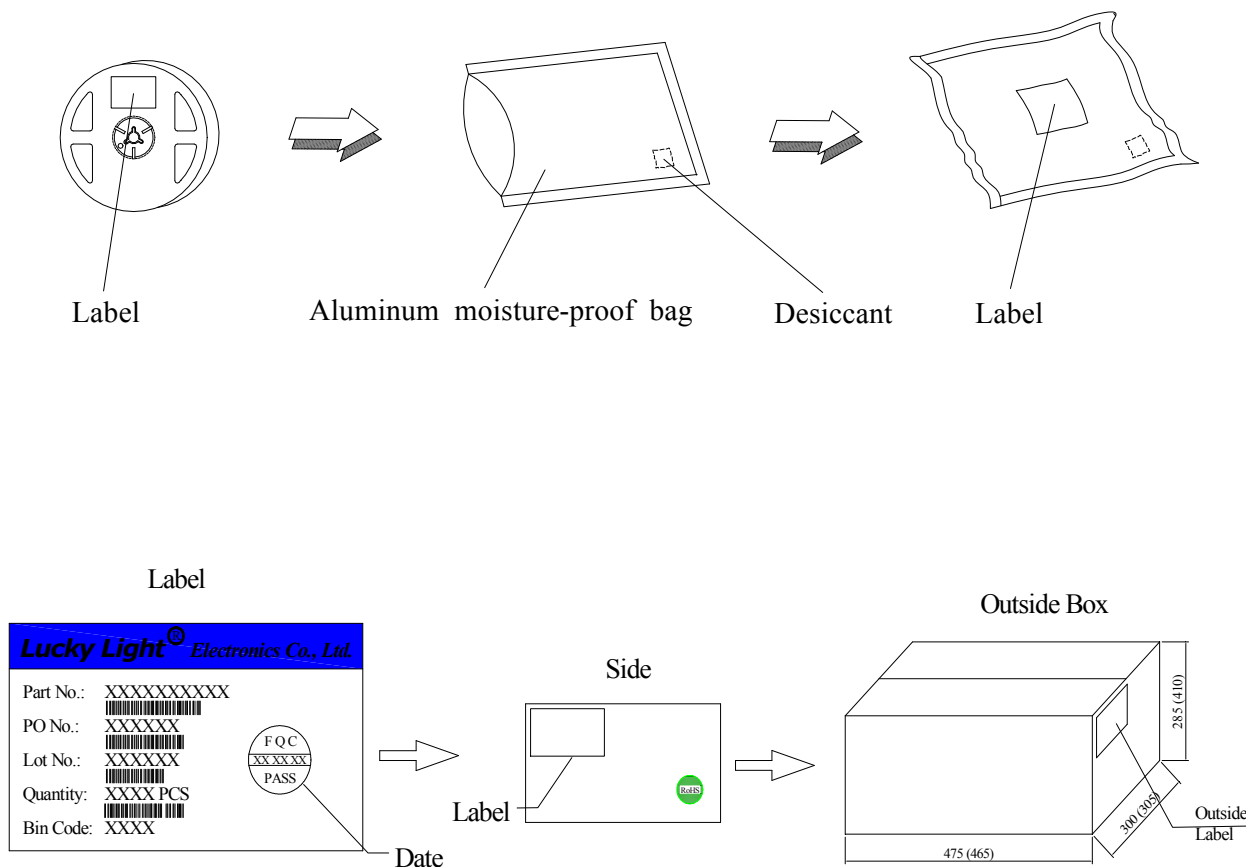 Label
Aluminum moisture-proof bag
Desiccant
Label
Label
Lucky Light ® Electronics Co., Ltd.
Part No.: XXXXXXXXXX
PO No.: XXXXXX
Lot No.: XXXXXX
Quantity: XXXX PCS
Bin Code: XXXX
FQC
XX XX XX
PASS
Date
Side
Label
RoHS
Outside Box
285 (410)
300 (305)
475 (465)
Outside
Label